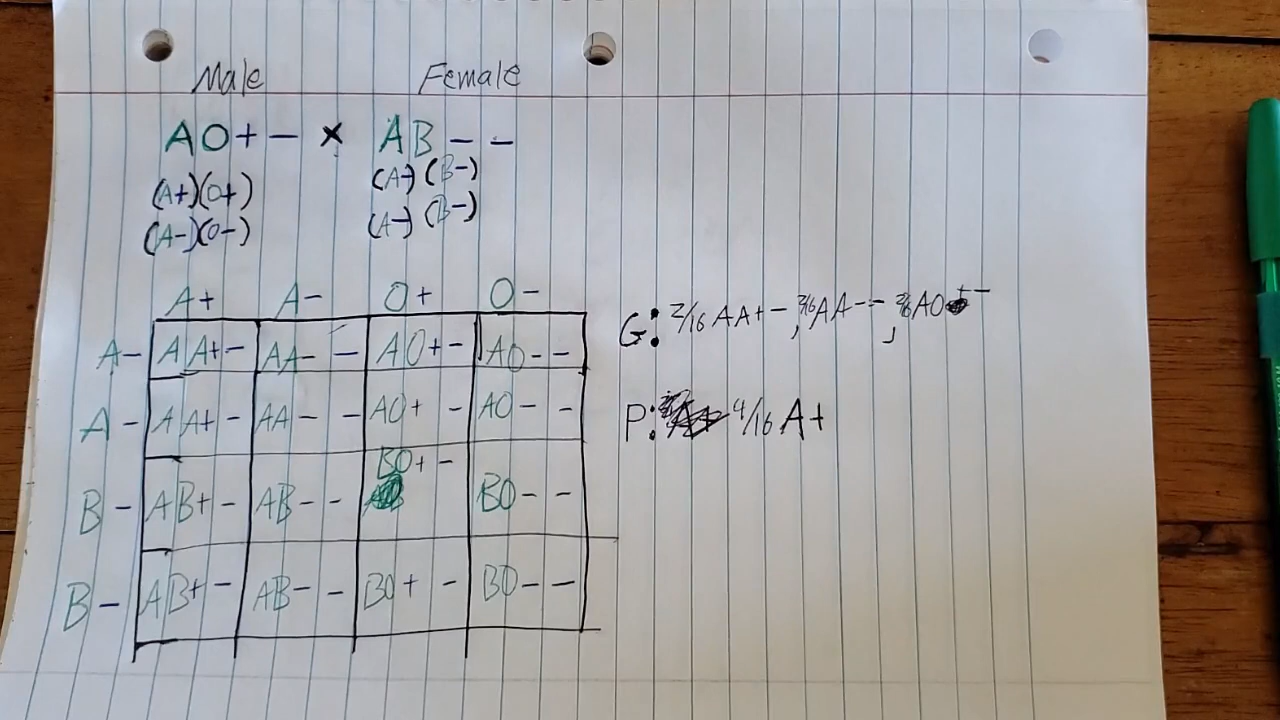 Male Female
AO+- × AB--
(A+)(O+) (A-)(B-)
(A-)(O-) (A-)(B-)
A+ A- O+ O-
A- AA+- AA-- AO+- AO--
A- AA+- AA-- AO+- AO--
B- AB+- AB-- BO+- BO--
B- AB+- AB-- BO+- BO--
G: 2/16 AA+-, 2/16 AA--, 2/16 AO+-
P: 4/16 A+